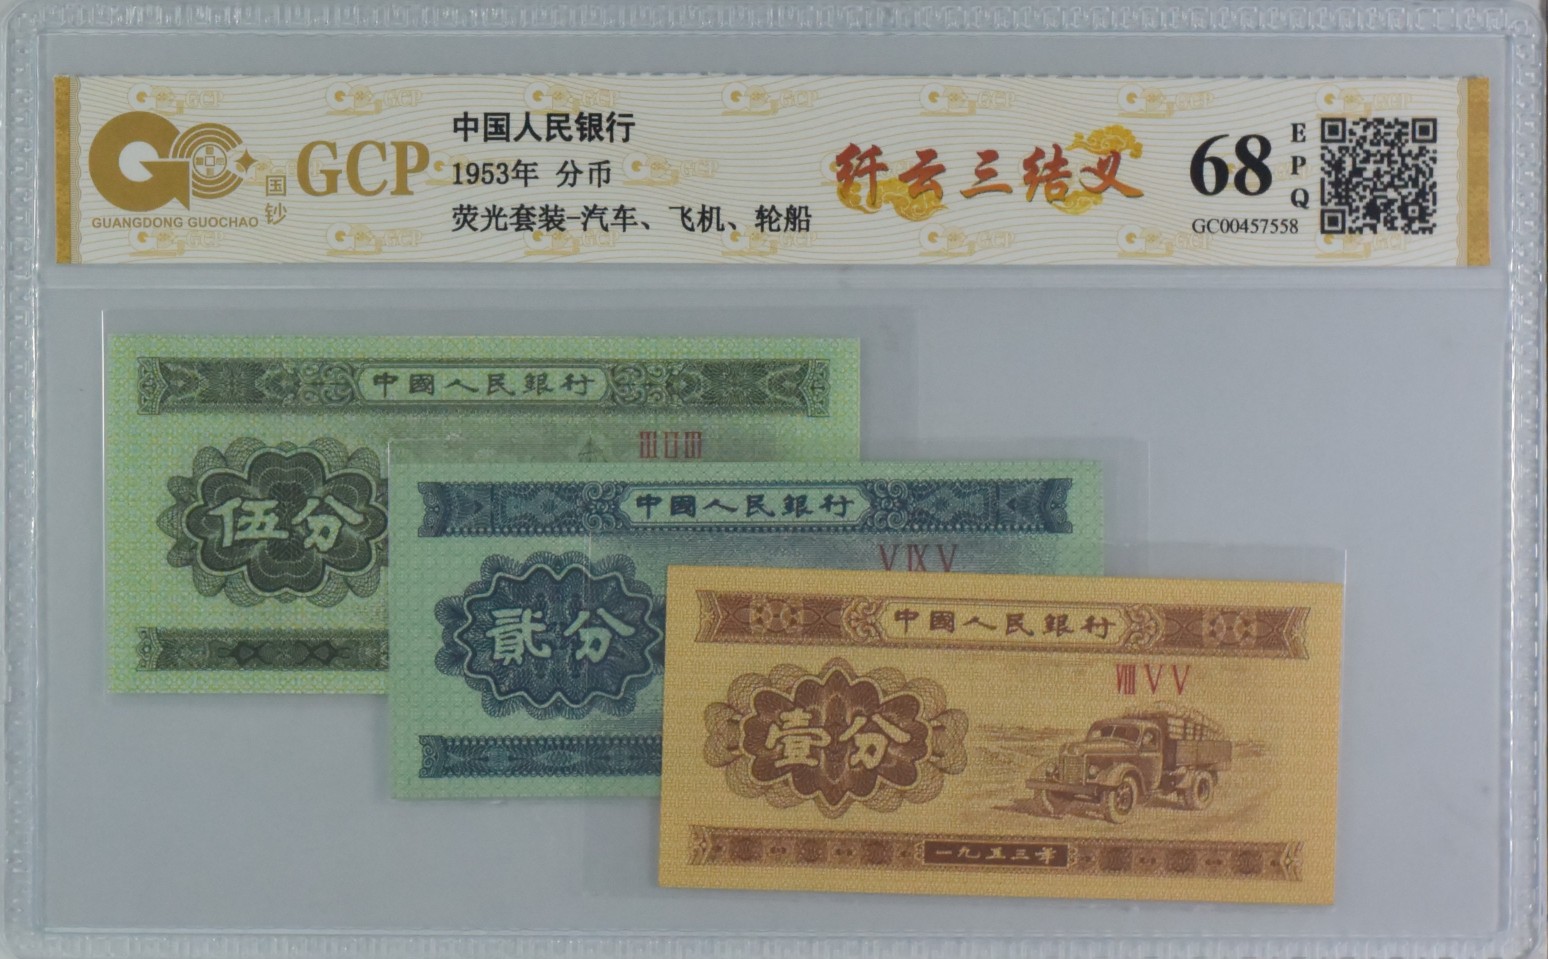 GUANGDONG GUOCHAO
国钞
GCP
中国人民银行
1953年 分币
荧光套装-汽车、飞机、轮船
纤云三结义
68
EPQ
GC00457558
中國人民銀行
伍分
中國人民銀行
V IX V
貳分
中國人民銀行
VIII V V
壹分
一九五三年